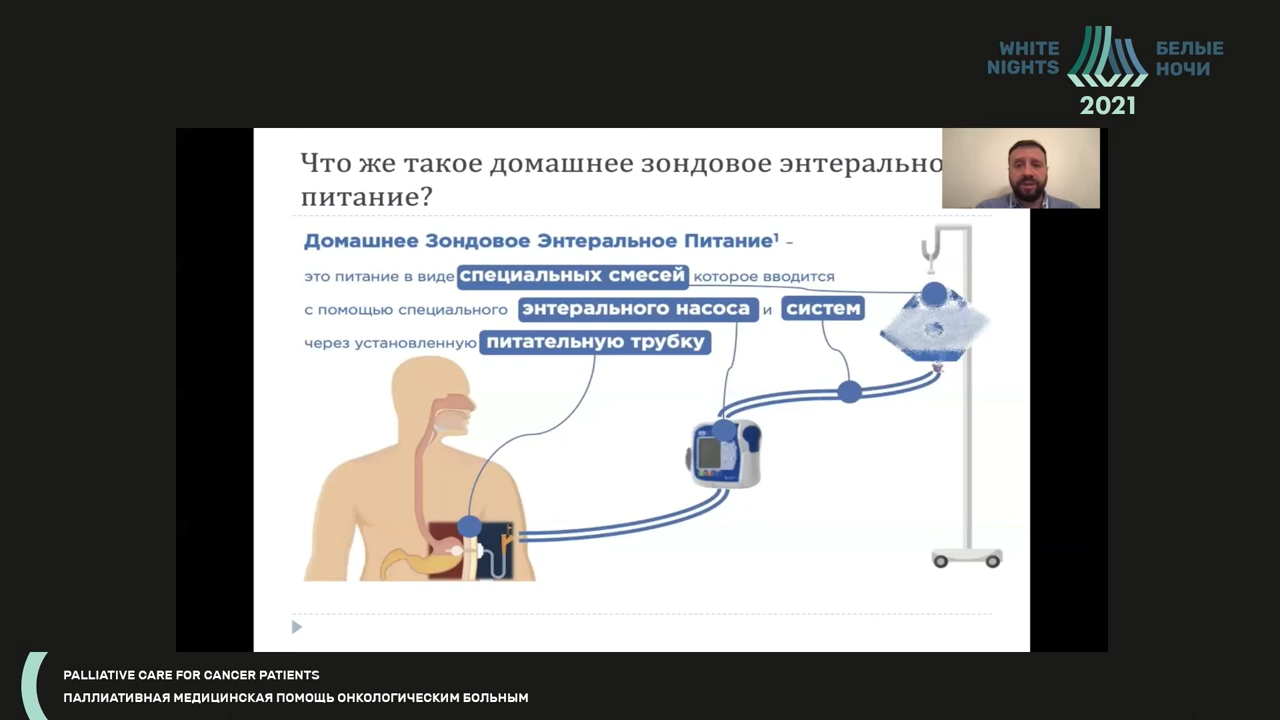 WHITE
NIGHTS
БЕЛЫЕ
НОЧИ
2021
Что же такое домашнее зондовое энтерально
питание?
Домашнее Зондовое Энтеральное Питание¹ –
это питание в виде специальных смесей которое вводится
с помощью специального энтерального насоса и систем
через установленную питательную трубку
PALLIATIVE CARE FOR CANCER PATIENTS
ПАЛЛИАТИВНАЯ МЕДИЦИНСКАЯ ПОМОЩЬ ОНКОЛОГИЧЕСКИМ БОЛЬНЫМ